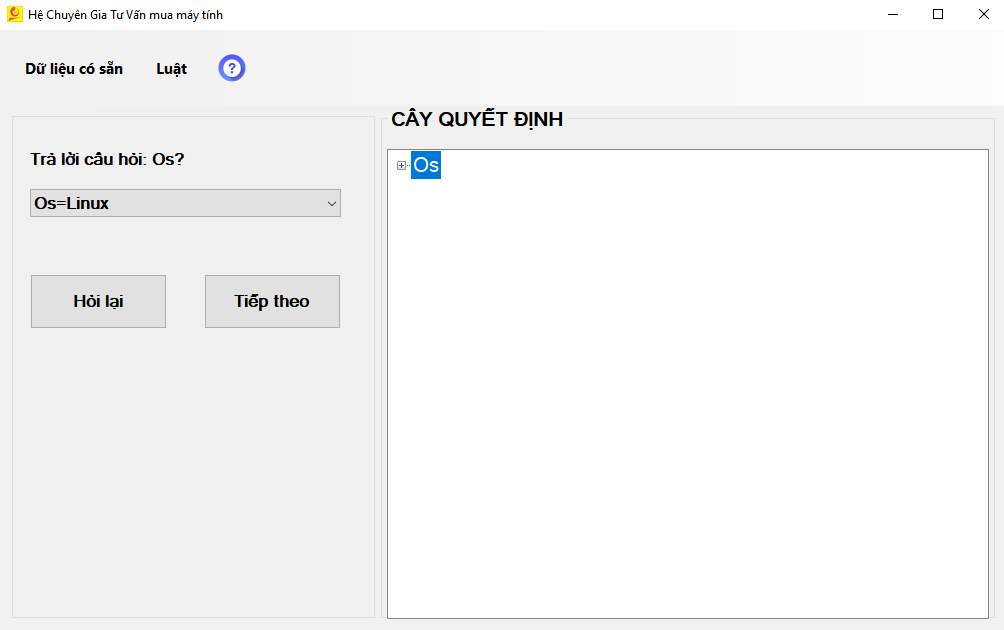 Hệ Chuyên Gia Tư Vấn mua máy tính
Dữ liệu có sẵn Luật ?
Trả lời câu hỏi: Os?
Os=Linux
Hỏi lại Tiếp theo
CÂY QUYẾT ĐỊNH
Os